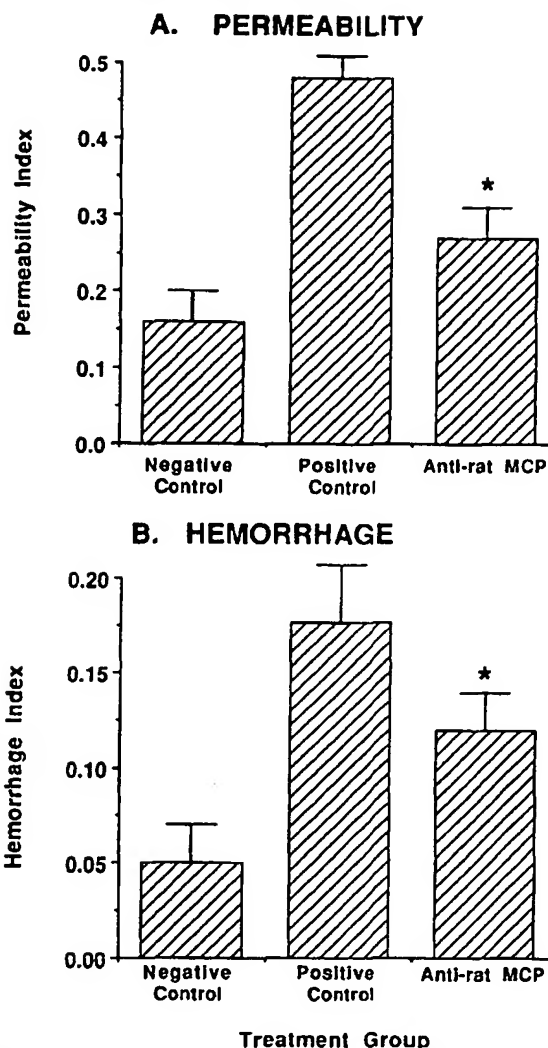 A. PERMEABILITY
Permeability Index
0.5
0.4
0.3
0.2
0.1
0.0
*
Negative Control
Positive Control
Anti-rat MCP
B. HEMORRHAGE
Hemorrhage Index
0.20
0.15
0.10
0.05
0.00
*
Negative Control
Positive Control
Anti-rat MCP
Treatment Group